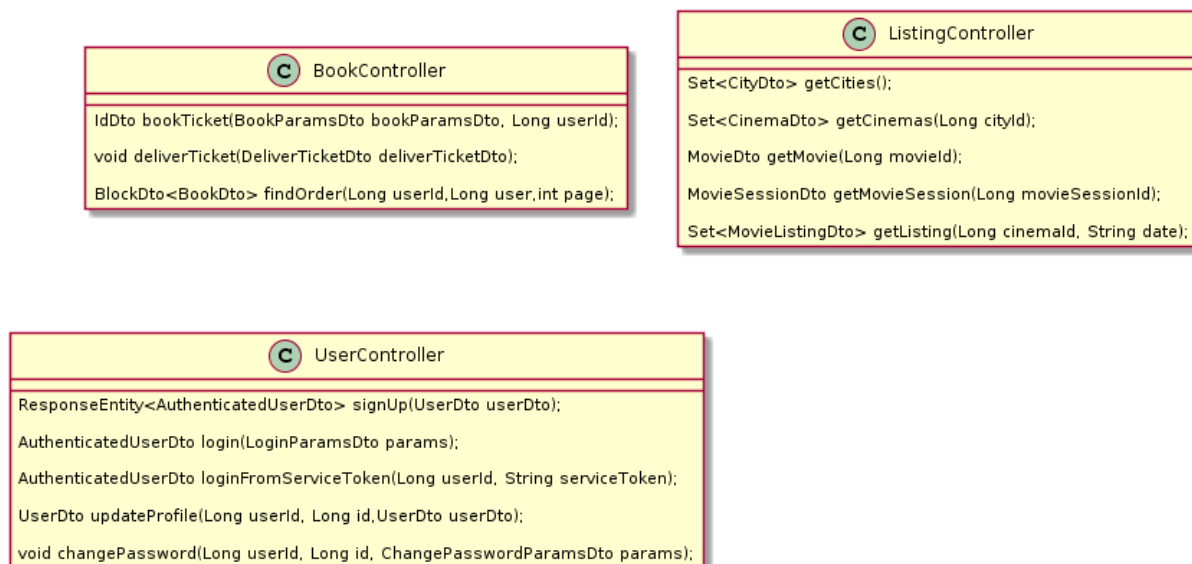 C BookController
IdDto bookTicket(BookParamsDto bookParamsDto, Long userId);
void deliverTicket(DeliverTicketDto deliverTicketDto);
BlockDto<BookDto> findOrder(Long userId,Long user,int page);
C ListingController
Set<CityDto> getCities();
Set<CinemaDto> getCinemas(Long cityId);
MovieDto getMovie(Long movieId);
MovieSessionDto getMovieSession(Long movieSessionId);
Set<MovieListingDto> getListing(Long cinemaId, String date);
C UserController
ResponseEntity<AuthenticatedUserDto> signUp(UserDto userDto);
AuthenticatedUserDto login(LoginParamsDto params);
AuthenticatedUserDto loginFromServiceToken(Long userId, String serviceToken);
UserDto updateProfile(Long userId, Long id,UserDto userDto);
void changePassword(Long userId, Long id, ChangePasswordParamsDto params);